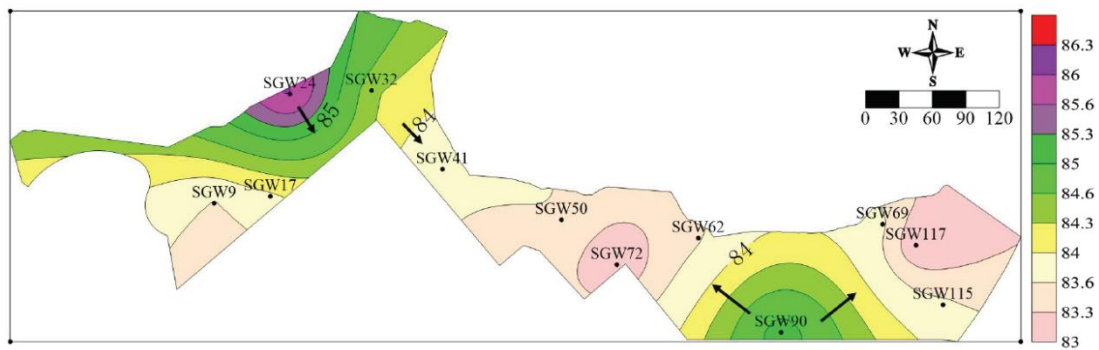 N
W E
S
0 30 60 90 120
86.3
86
85.6
85.3
85
84.6
84.3
84
83.6
83.3
83
SGW24
SGW32
85
84
SGW41
SGW9
SGW17
SGW50
SGW62
SGW72
84
SGW69
SGW117
SGW115
SGW90